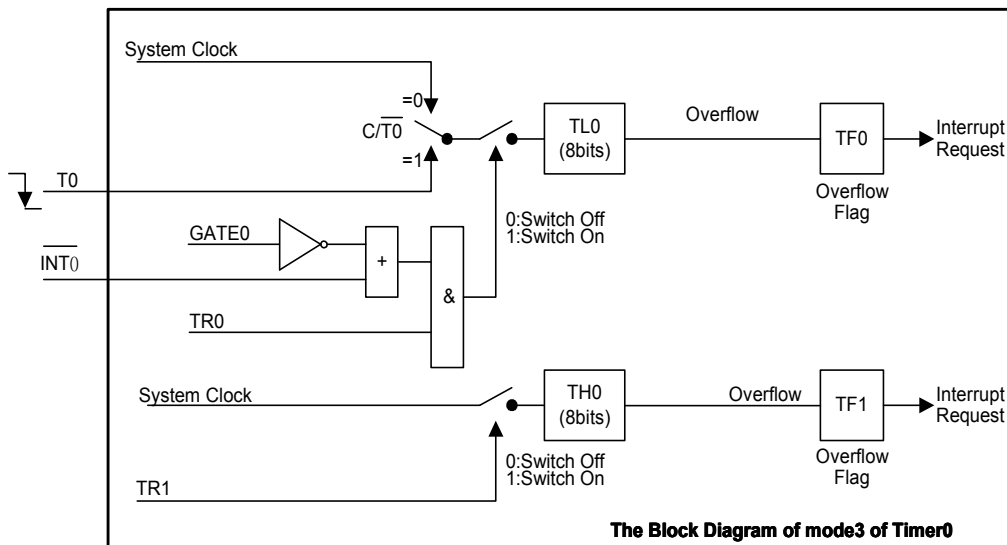 System Clock
=0
C/T0
=1
TL0
(8bits)
Overflow
TF0
Interrupt
Request
T0
Overflow
Flag
0:Switch Off
1:Switch On
GATE0
+
INT0
&
TR0
System Clock
TH0
(8bits)
Overflow
TF1
Interrupt
Request
0:Switch Off
1:Switch On
Overflow
Flag
TR1
The Block Diagram of mode3 of Timer0